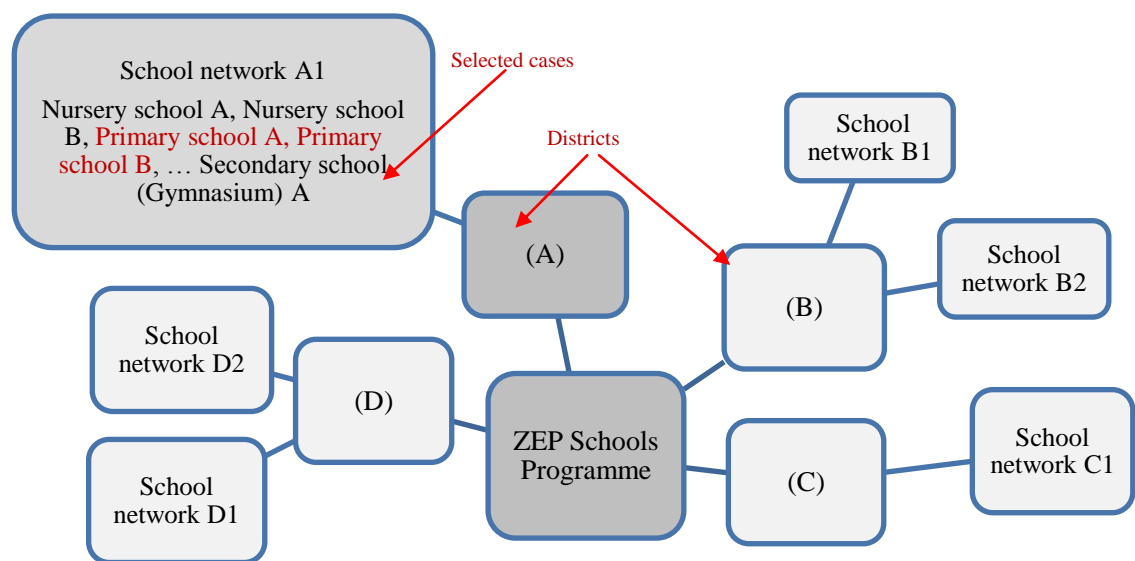 School network A1
Nursery school A, Nursery school
B, Primary school A, Primary
school B, … Secondary school
(Gymnasium) A
Selected cases
Districts
School
network B1
(A)
School
network B2
(B)
School
network D2
(D)
ZEP Schools
Programme
School
network C1
(C)
School
network D1